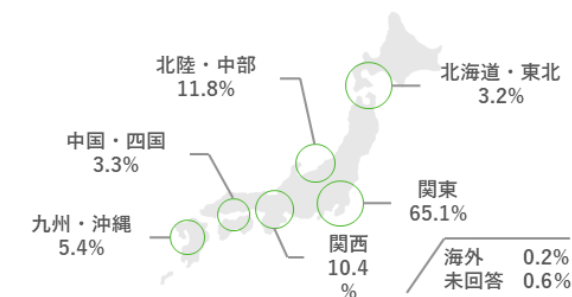 北陸・中部
11.8%
北海道・東北
3.2%
中国・四国
3.3%
関東
65.1%
九州・沖縄
5.4%
関西
10.4
%
海外 0.2%
未回答 0.6%